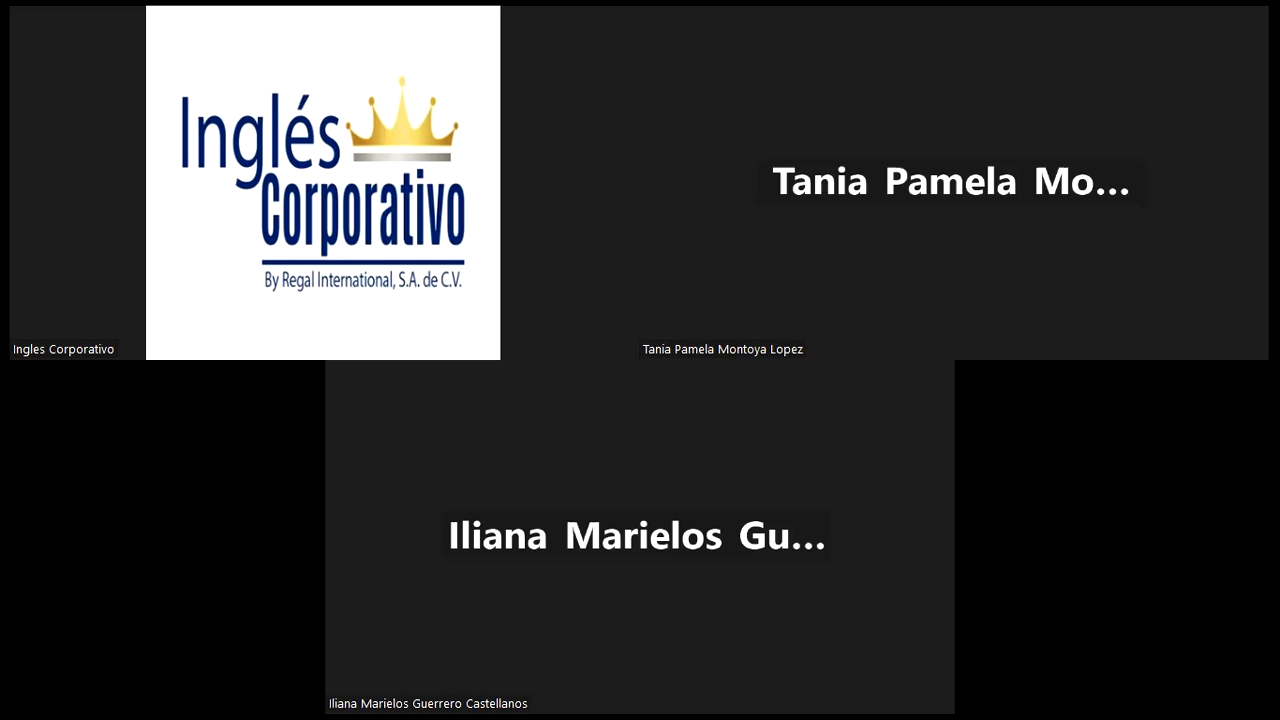 Inglés
Corporativo
By Regal International, S.A. de C.V.
Ingles Corporativo
Tania Pamela Mo...
Tania Pamela Montoya Lopez
Iliana Marielos Gu...
Iliana Marielos Guerrero Castellanos